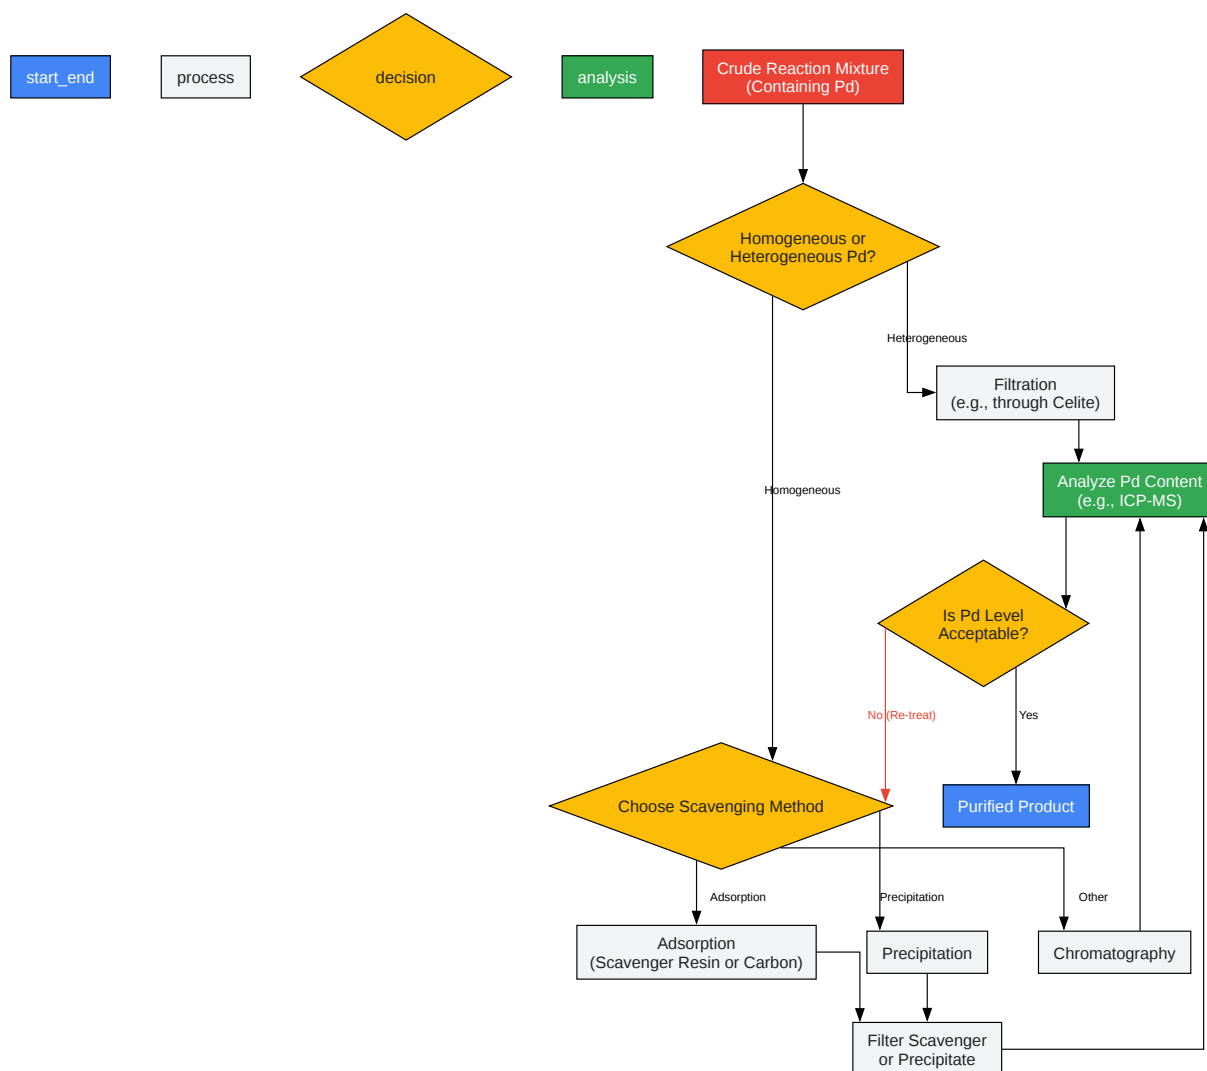 start_end
process
decision
analysis
Crude Reaction Mixture
(Containing Pd)
Homogeneous or
Heterogeneous Pd?
Heterogeneous
Filtration
(e.g., through Celite)
Homogeneous
Analyze Pd Content
(e.g., ICP-MS)
Is Pd Level
Acceptable?
No (Re-treat)
Yes
Choose Scavenging Method
Purified Product
Adsorption
Precipitation
Other
Adsorption
(Scavenger Resin or Carbon)
Precipitation
Chromatography
Filter Scavenger
or Precipitate